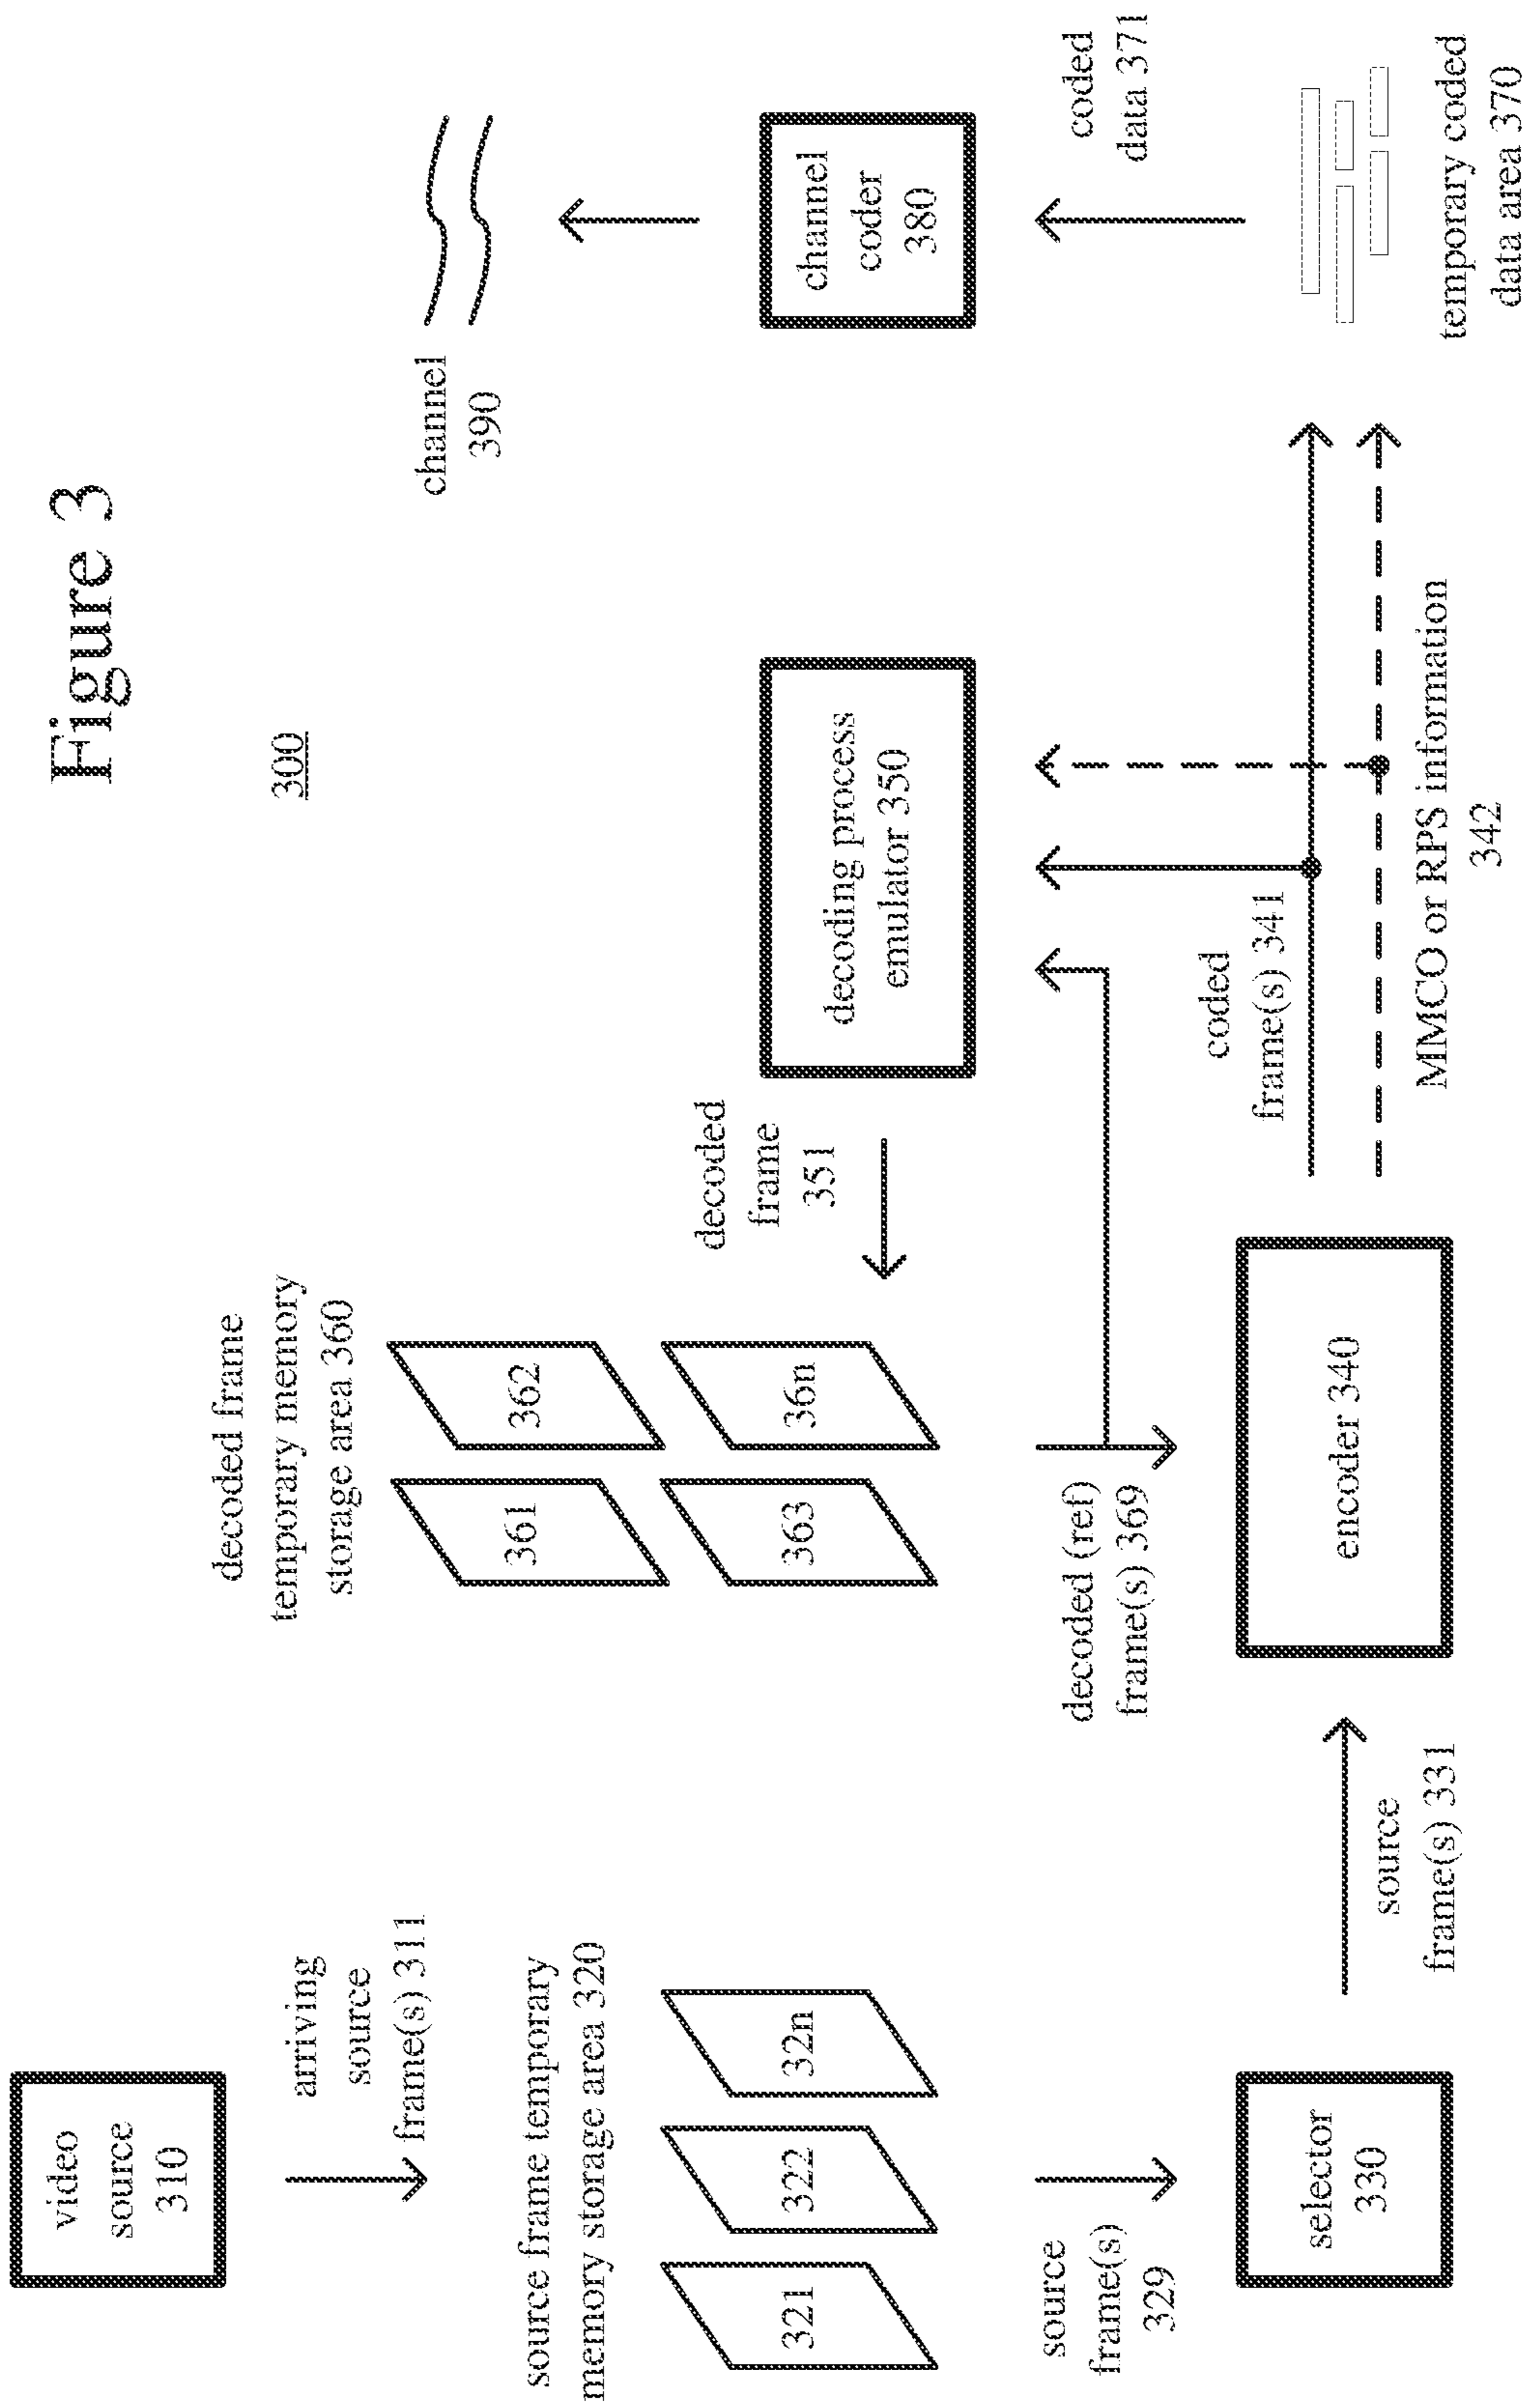 Figure 3
300
video
source
310
arriving
source
frame(s) 311
source frame temporary
memory storage area 320
321
322
32n
source
frame(s)
329
selector
330
source
frame(s) 331
decoded frame
temporary memory
storage area 360
361
362
363
36n
decoded (ref)
frame(s) 369
encoder 340
decoded
frame
351
decoding process
emulator 350
coded
frame(s) 341
MMCO or RPS information
342
channel
390
channel
coder
380
coded
data 371
temporary coded
data area 370